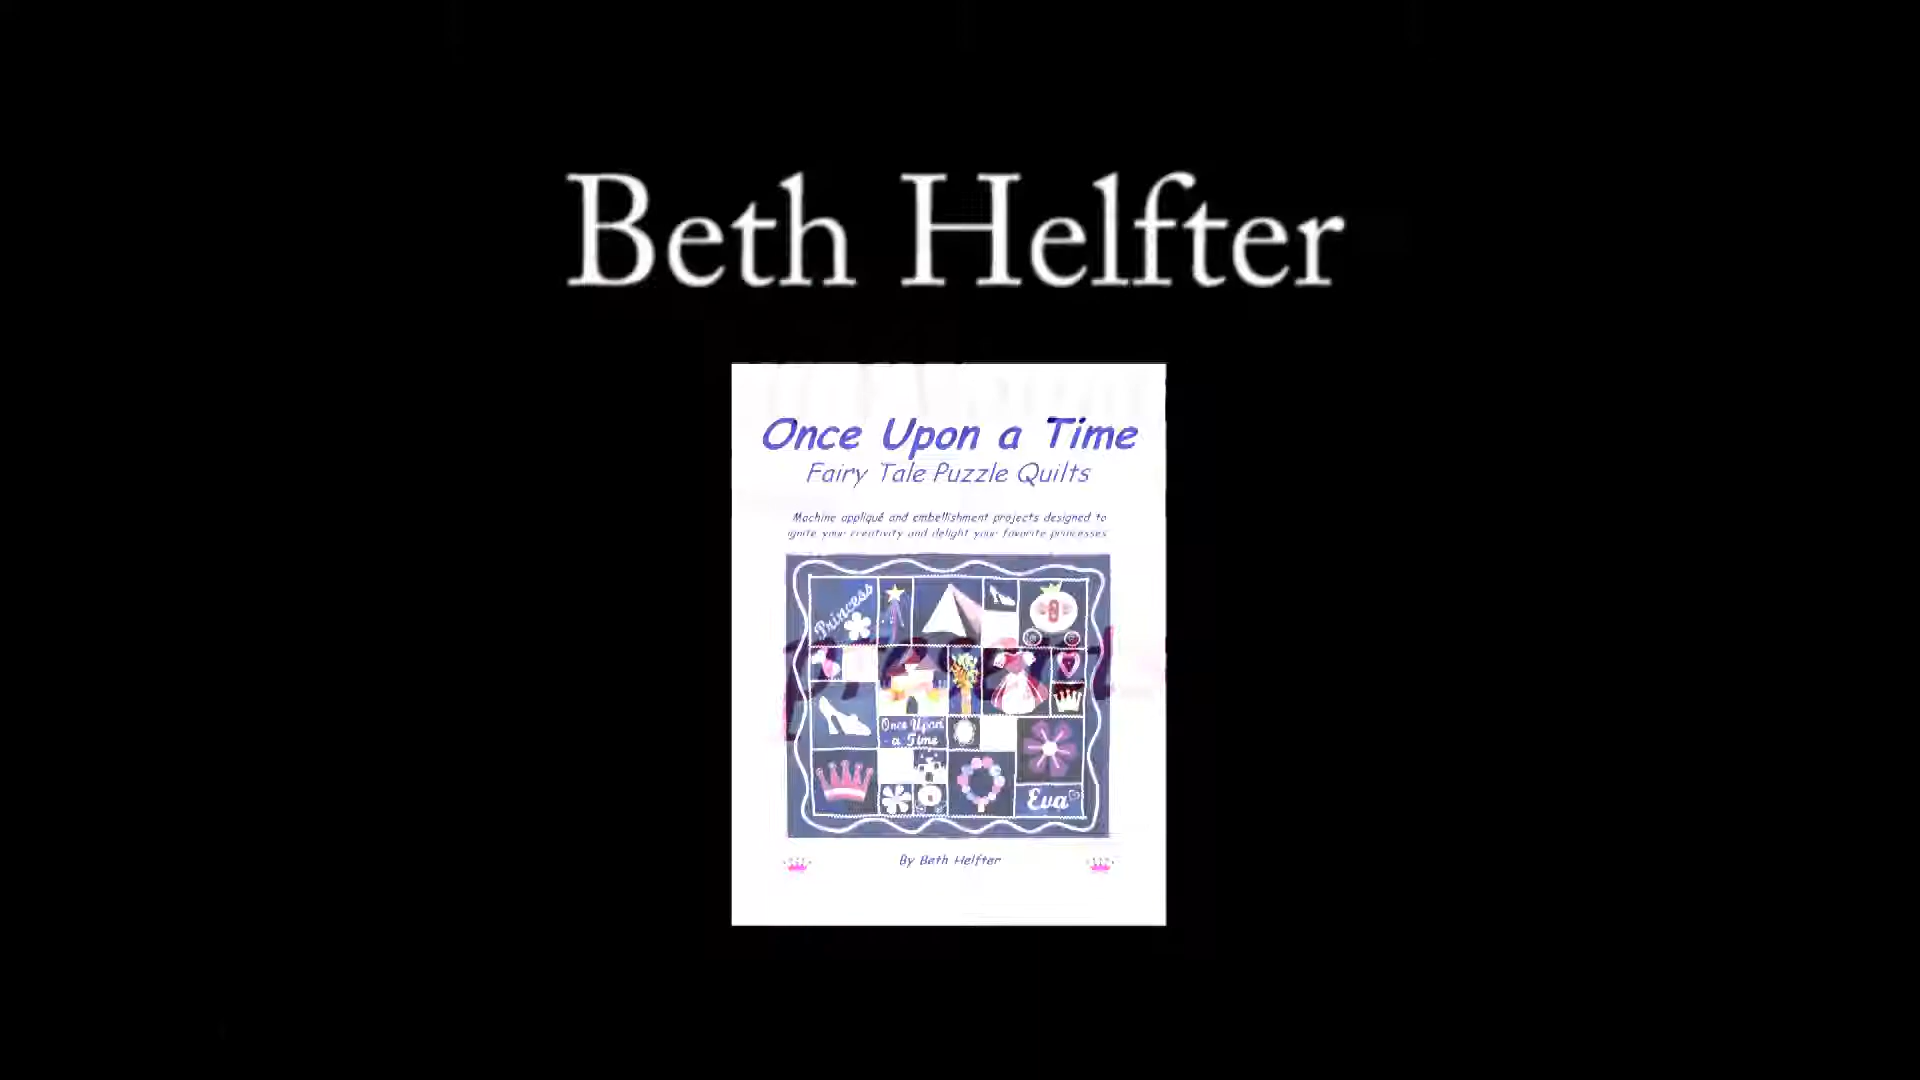 Beth Helfter
Once Upon a Time
Fairy Tale Puzzle Quilts
Machine appliqué and embellishment projects designed to
ignite your creativity and delight your favorite princesses
Princess
Once Upon
a Time
Eva
By Beth Helfter